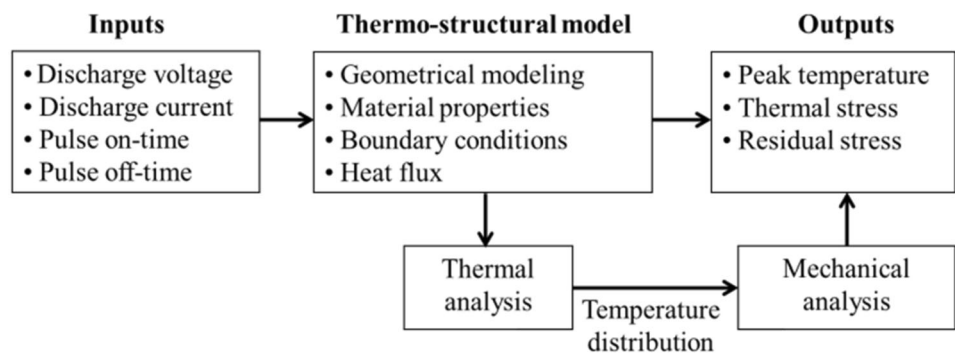 Inputs
• Discharge voltage
• Discharge current
• Pulse on-time
• Pulse off-time
Thermo-structural model
• Geometrical modeling
• Material properties
• Boundary conditions
• Heat flux
Outputs
• Peak temperature
• Thermal stress
• Residual stress
Thermal
analysis
Temperature
distribution
Mechanical
analysis